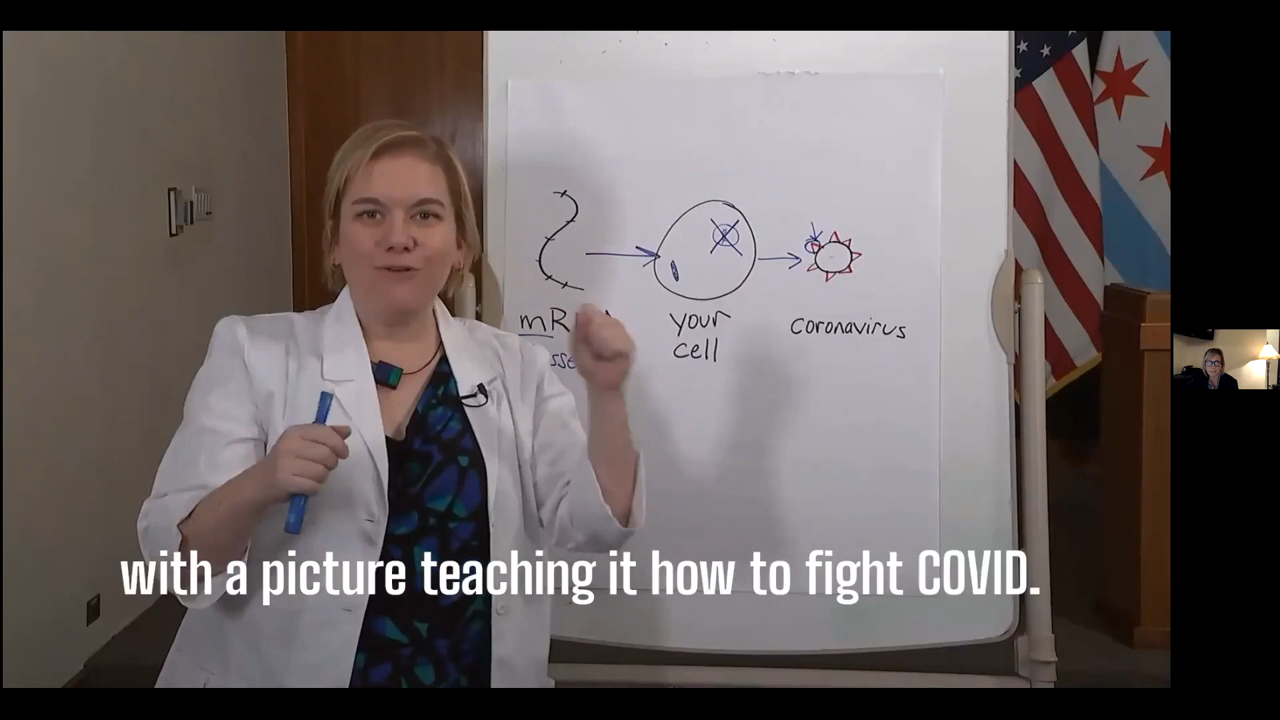 your
cell
coronavirus
with a picture teaching it how to fight COVID.